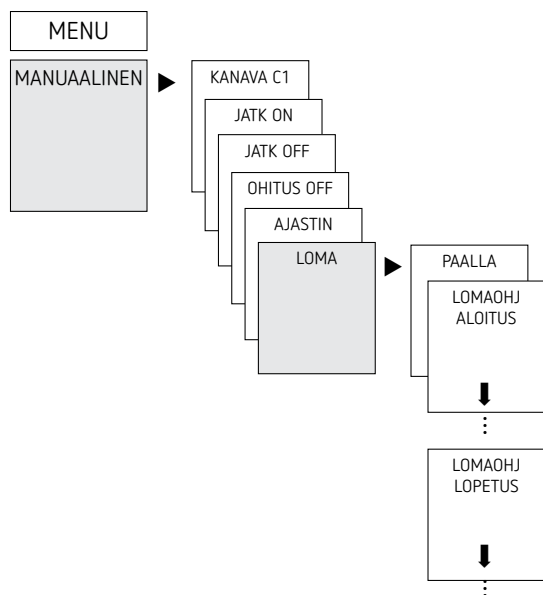 MENU
MANUAALINEN
KANAVA C1
JATK ON
JATK OFF
OHITUS OFF
AJASTIN
LOMA
PAALLA
LOMAOHJ
ALOITUS
LOMAOHJ
LOPETUS